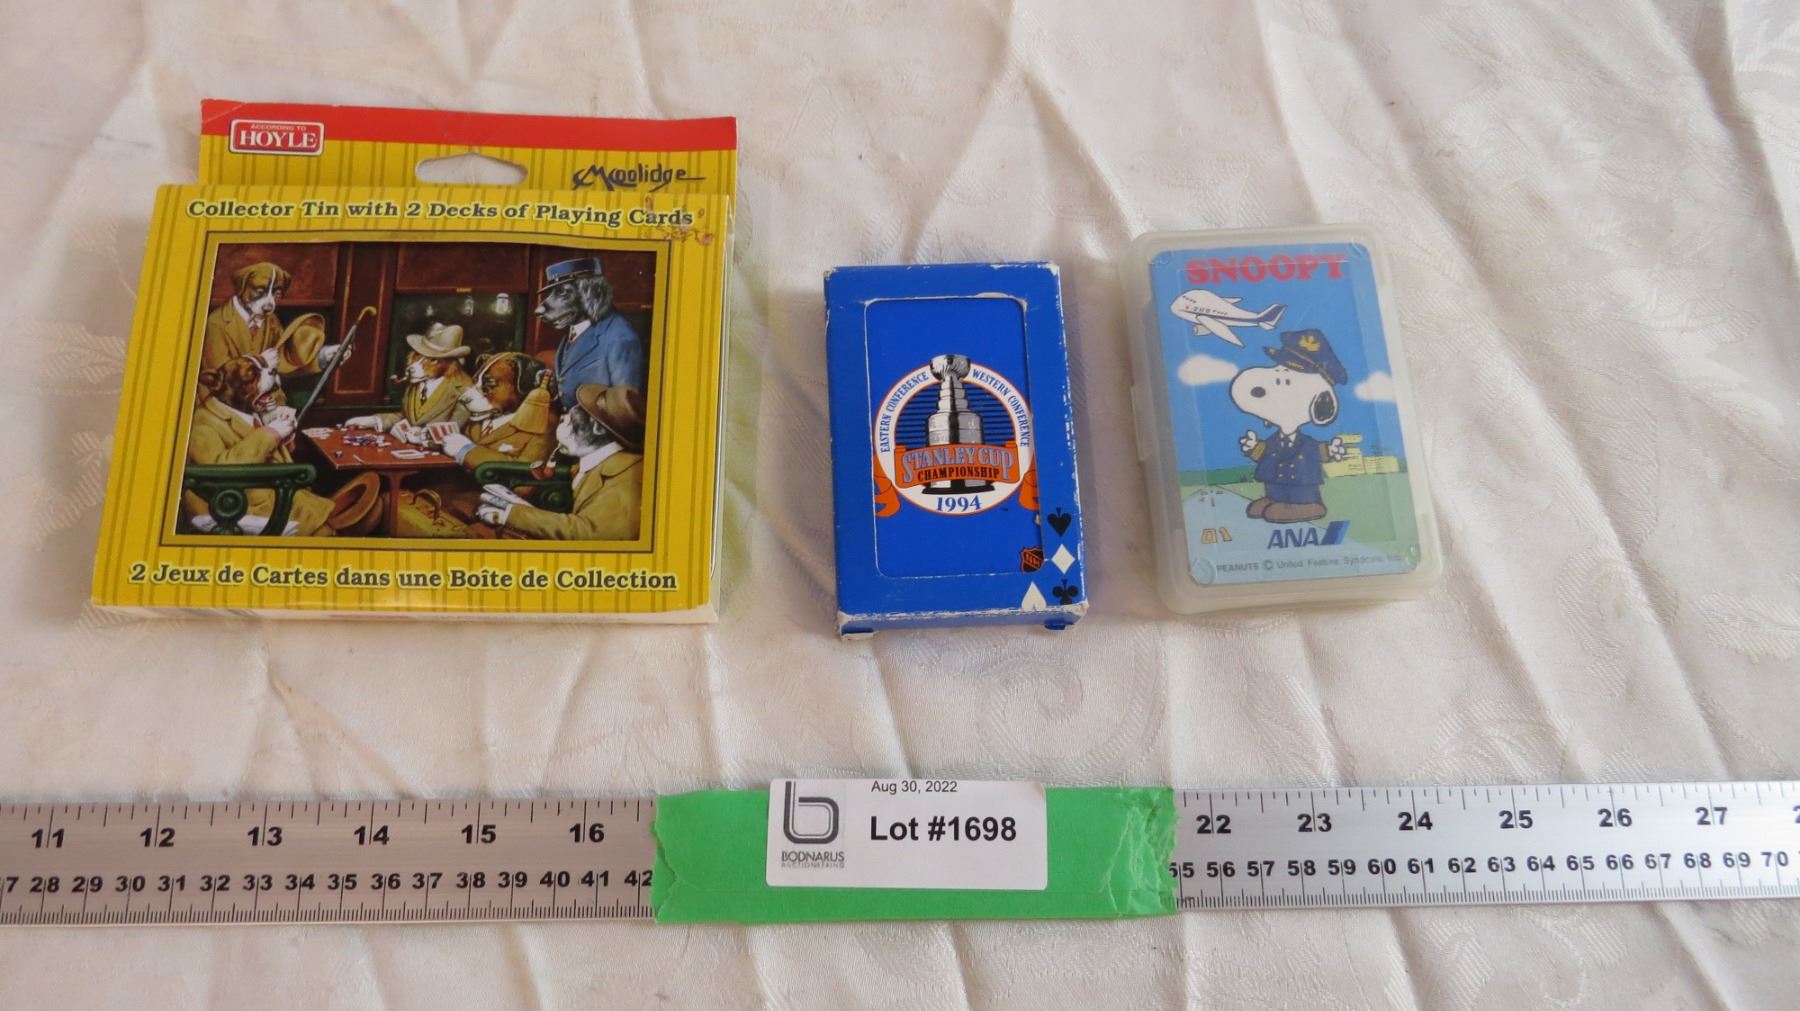 ACCORDING TO
HOYLE
CMCoolidge
Collector Tin with 2 Decks of Playing Cards
2 Jeux de Cartes dans une Boîte de Collection
EASTERN CONFERENCE
WESTERN CONFERENCE
STANLEY CUP
CHAMPIONSHIP
1994
NHL
SNOOPY
ANA
PEANUTS © United Feature Syndicate Inc.
Aug 30, 2022
Lot #1698
BODNARUS
AUCTIONEERING
11 12 13 14 15 16 22 23 24 25 26 27
7 28 29 30 31 32 33 34 35 36 37 38 39 40 41 42 55 56 57 58 59 60 61 62 63 64 65 66 67 68 69 70